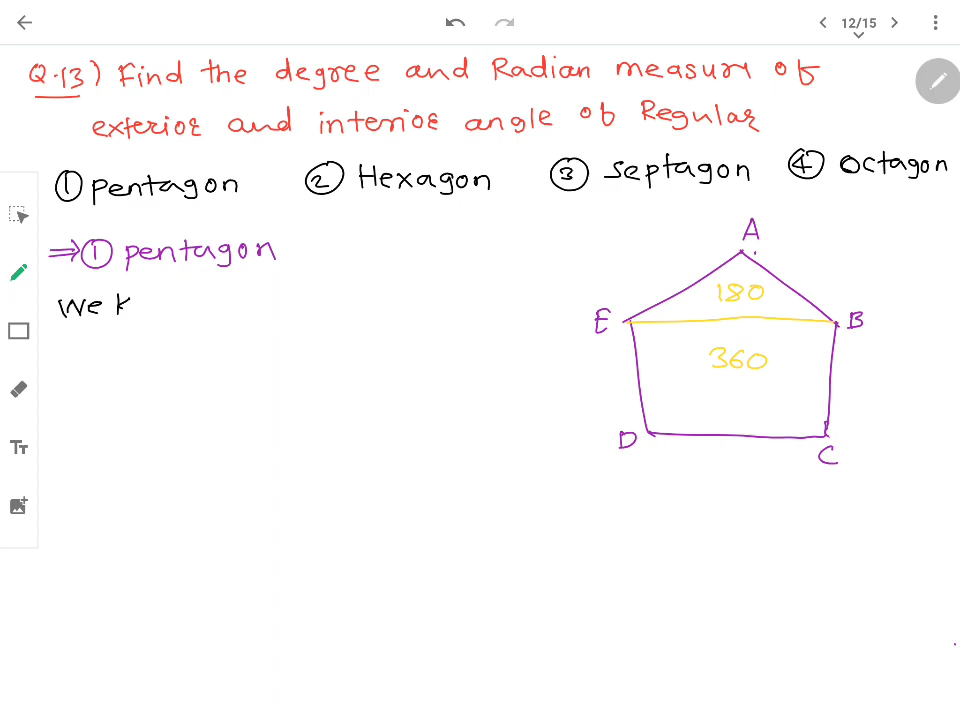 12/15
Q.13) Find the degree and Radian measure of
exterior and interior angle of Regular
① pentagon ② Hexagon ③ septagon ④ octagon
⇒ ① pentagon
We K
A
180
E B
360
D C
Tт